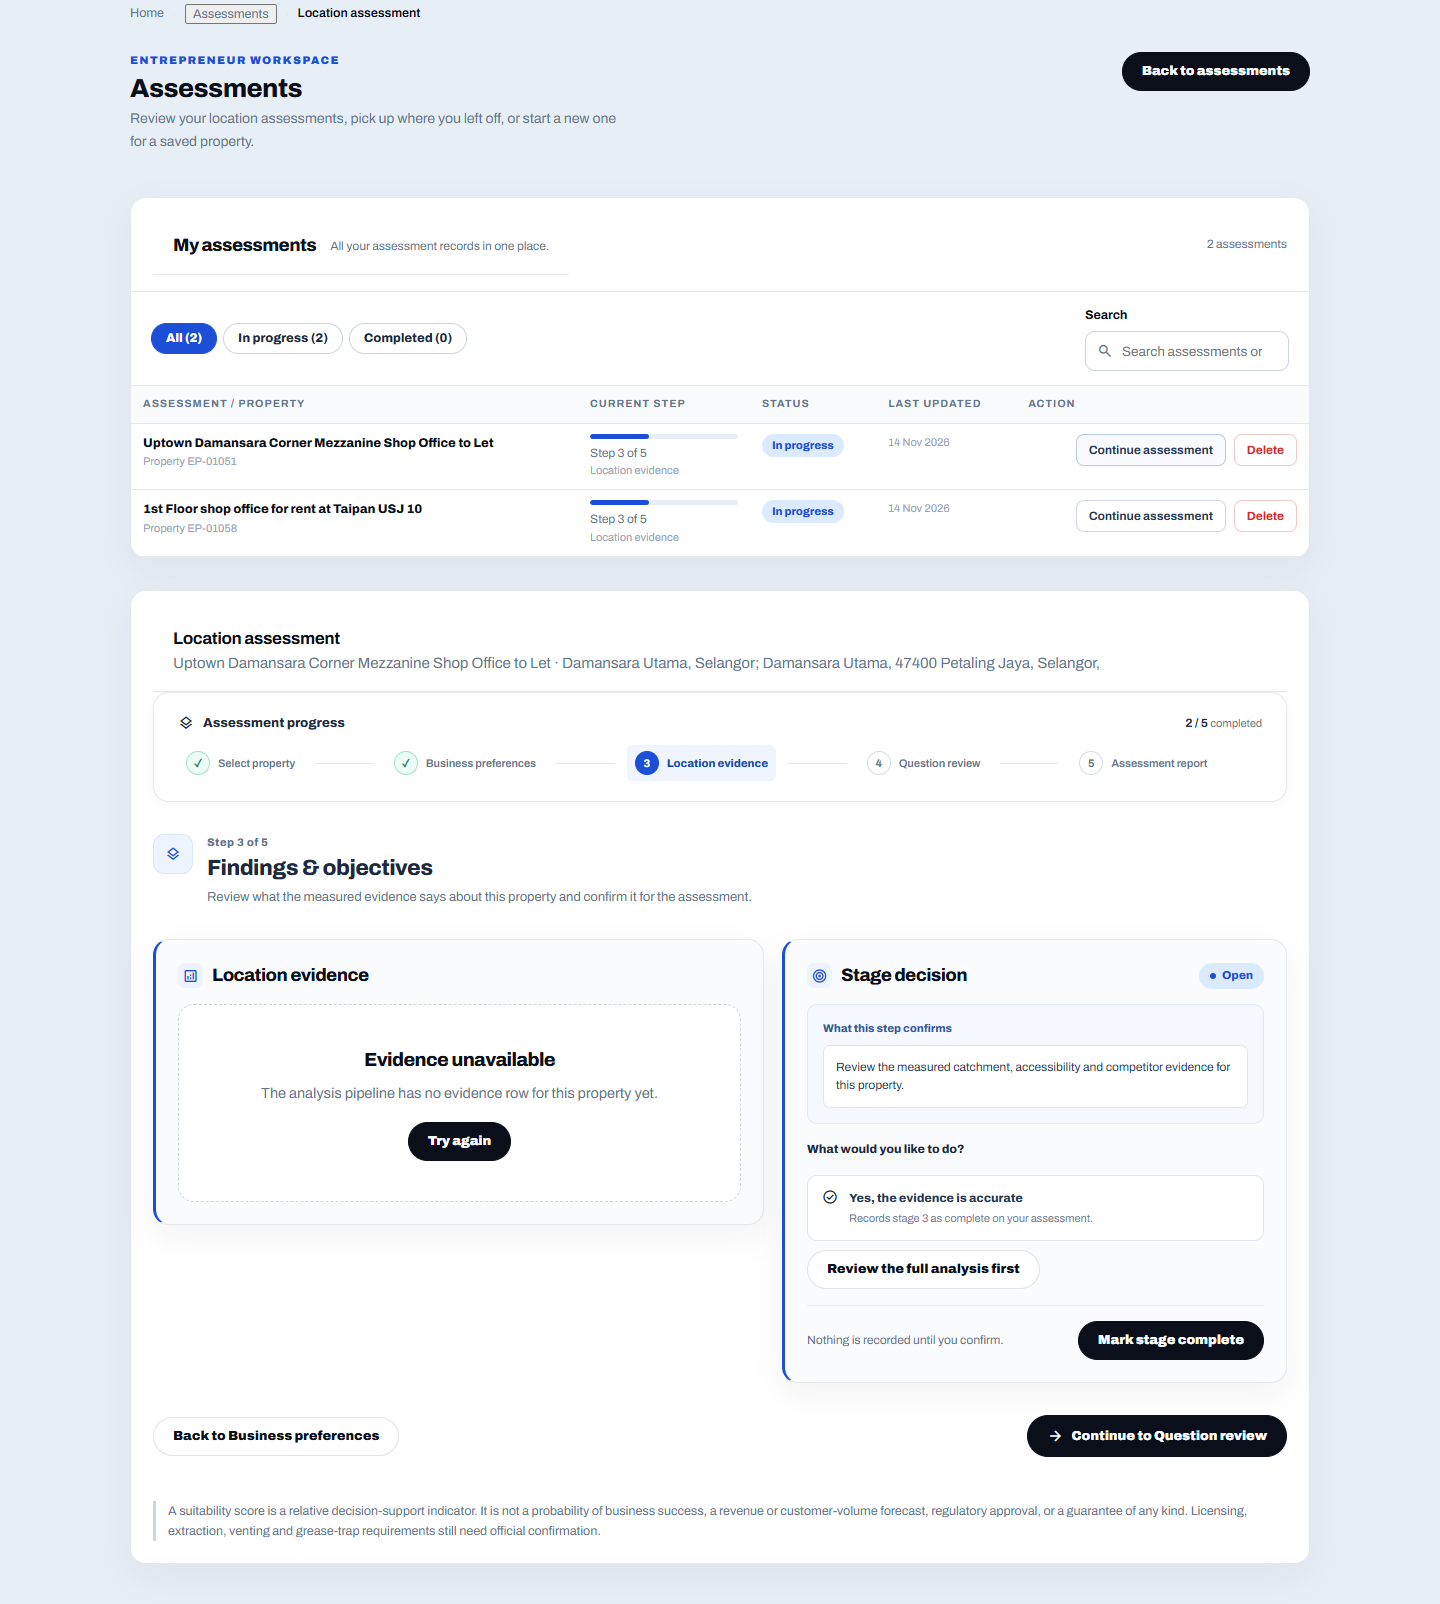 Home
Assessments
Location assessment
ENTREPRENEUR WORKSPACE
Assessments
Back to assessments
Review your location assessments, pick up where you left off, or start a new one
for a saved property.
My assessments
All your assessment records in one place.
2 assessments
Search
All (2)
In progress (2)
Completed (0)
Search assessments or
ASSESSMENT / PROPERTY
CURRENT STEP
STATUS
LAST UPDATED
ACTION
Uptown Damansara Corner Mezzanine Shop Office to Let
Property EP-01051
Step 3 of 5
Location evidence
In progress
14 Nov 2026
Continue assessment
Delete
1st Floor shop office for rent at Taipan USJ 10
Property EP-01058
Step 3 of 5
Location evidence
In progress
14 Nov 2026
Continue assessment
Delete
Location assessment
Uptown Damansara Corner Mezzanine Shop Office to Let · Damansara Utama, Selangor; Damansara Utama, 47400 Petaling Jaya, Selangor,
Assessment progress
2 / 5 completed
Select property
Business preferences
3 Location evidence
4 Question review
5 Assessment report
Step 3 of 5
Findings & objectives
Review what the measured evidence says about this property and confirm it for the assessment.
Location evidence
Evidence unavailable
The analysis pipeline has no evidence row for this property yet.
Try again
Stage decision
Open
What this step confirms
Review the measured catchment, accessibility and competitor evidence for
this property.
What would you like to do?
Yes, the evidence is accurate
Records stage 3 as complete on your assessment.
Review the full analysis first
Nothing is recorded until you confirm.
Mark stage complete
Back to Business preferences
Continue to Question review
A suitability score is a relative decision-support indicator. It is not a probability of business success, a revenue or customer-volume forecast, regulatory approval, or a guarantee of any kind. Licensing,
extraction, venting and grease-trap requirements still need official confirmation.